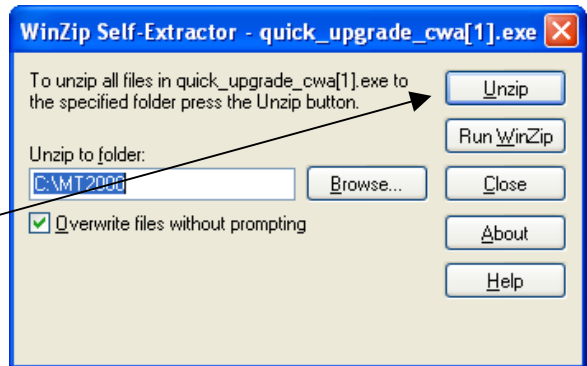 WinZip Self-Extractor - quick_upgrade_cwa[1].exe
To unzip all files in quick_upgrade_cwa[1].exe to
the specified folder press the Unzip button.
Unzip to folder:
C:\MT2000
Browse...
Overwrite files without prompting
Unzip
Run WinZip
Close
About
Help